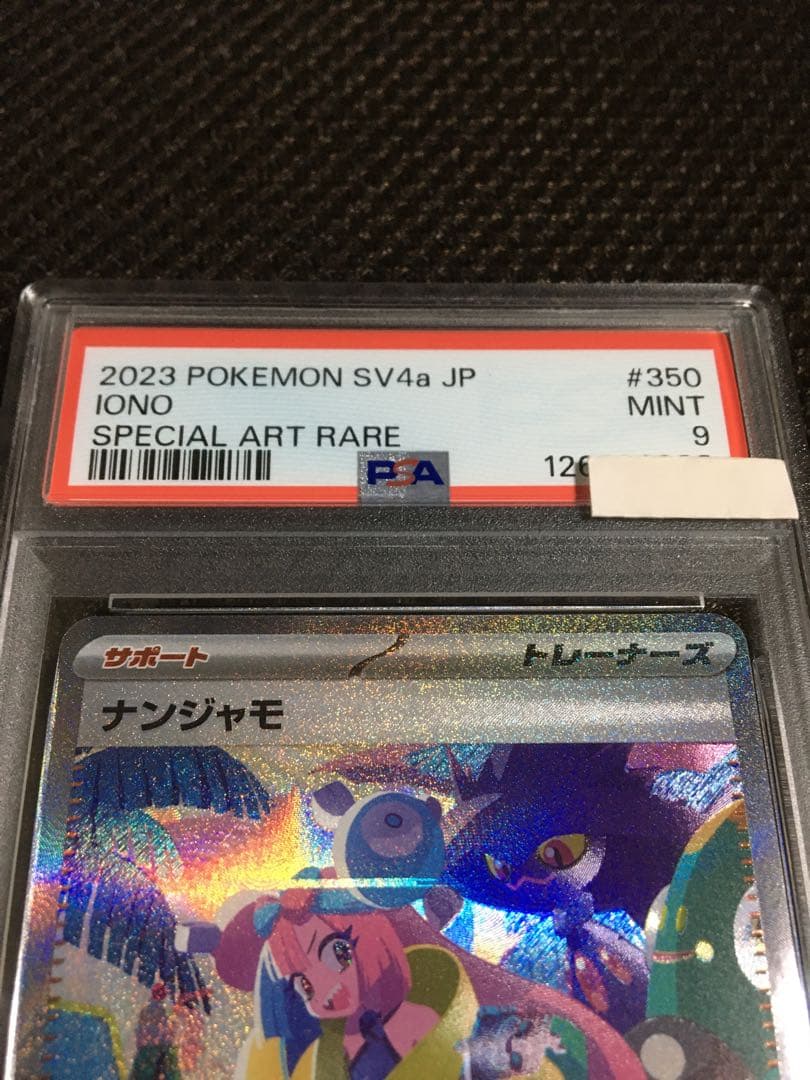 2023 POKEMON SV4a JP #350
IONO MINT
SPECIAL ART RARE 9
PSA
サポート トレーナーズ
ナンジャモ